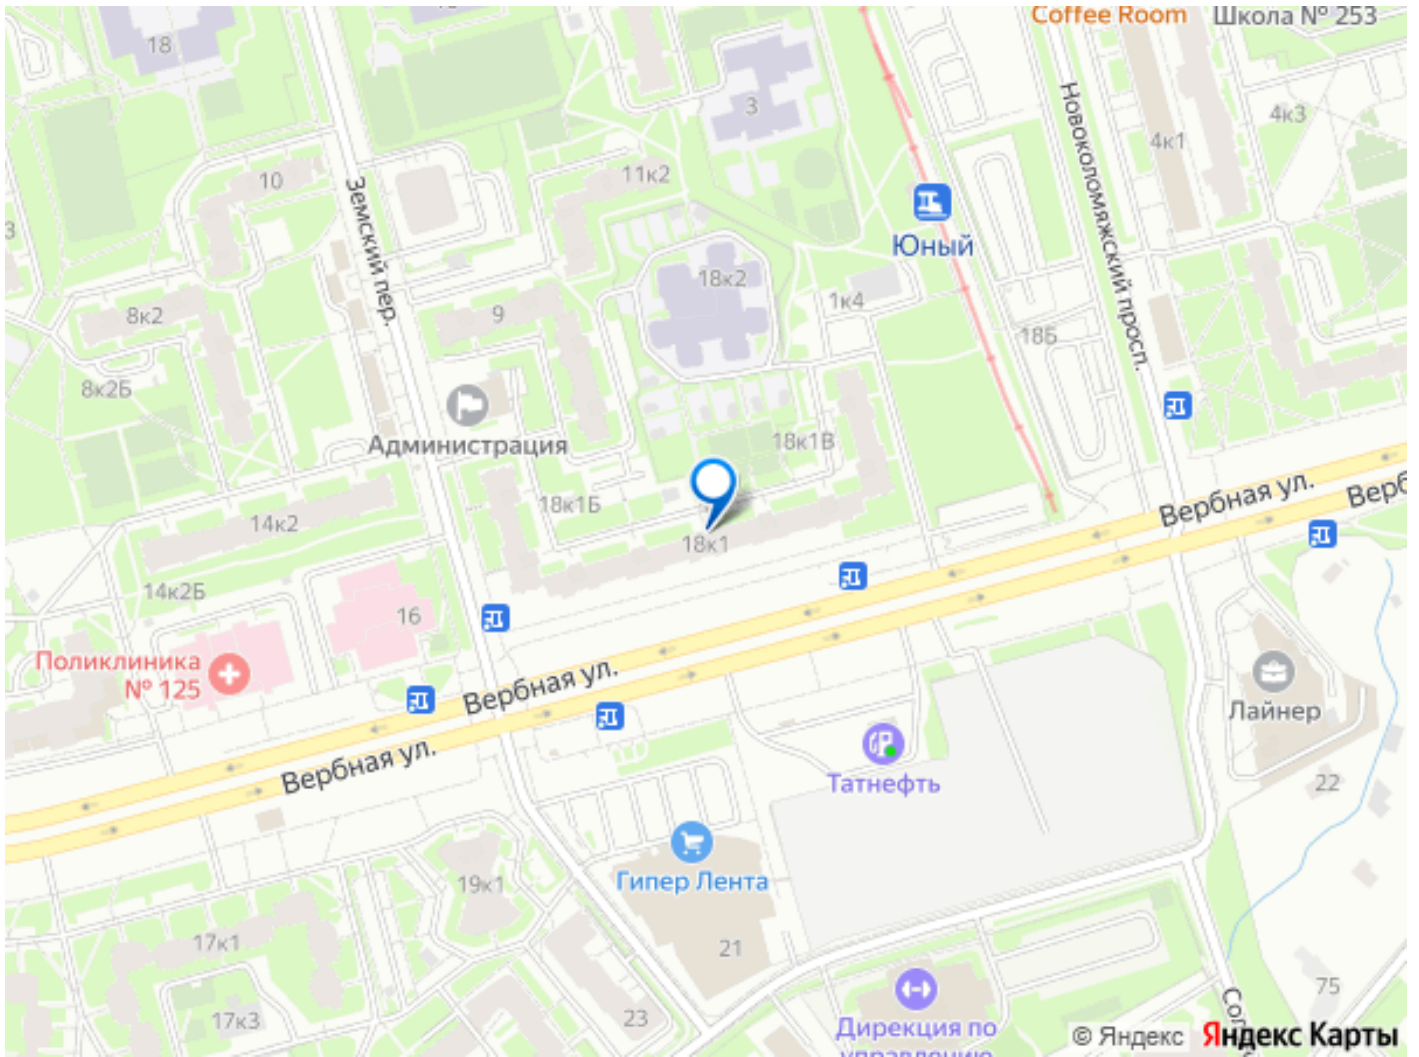 Coffee Room
Школа № 253
18
3
4к3
4к1
Новоколомяжский просп.
10
11к2
Земский пер.
Юный
18к2
1к4
8к2
9
18Б
8к2Б
Администрация
18к1В
18к1Б
14к2
18к1
Вербная ул.
14к2Б
16
Поликлиника
№ 125
Вербная ул.
Лайнер
Вербная ул.
Татнефть
22
Гипер Лента
19к1
17к1
21
75
17к3
23
Дирекция по
управлению
© Яндекс Яндекс Карты